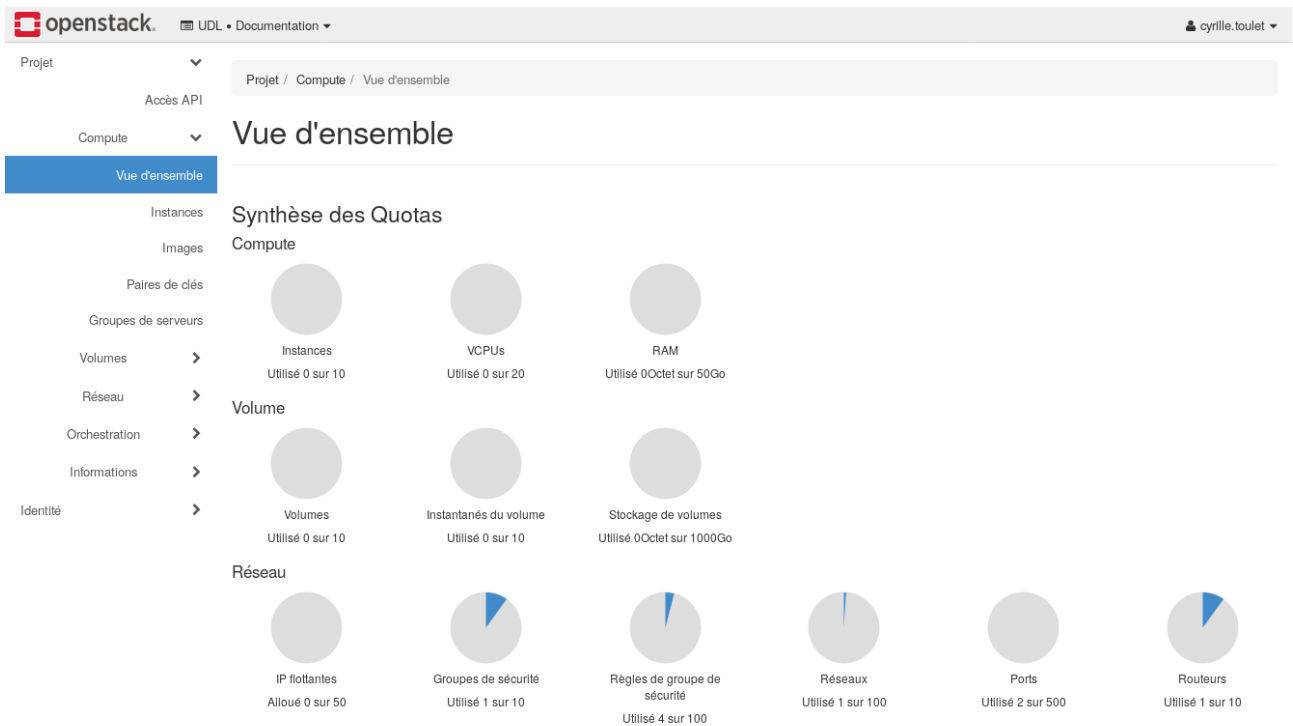 openstack. UDL • Documentation cyrille.toulet
Projet
Accès API
Compute
Vue d'ensemble
Instances
Images
Paires de clés
Groupes de serveurs
Volumes
Réseau
Orchestration
Informations
Identité
Projet / Compute / Vue d'ensemble
Vue d'ensemble
Synthèse des Quotas
Compute
Instances
Utilisé 0 sur 10
VCPUs
Utilisé 0 sur 20
RAM
Utilisé 0Octet sur 50Go
Volume
Volumes
Utilisé 0 sur 10
Instantanés du volume
Utilisé 0 sur 10
Stockage de volumes
Utilisé 0Octet sur 1000Go
Réseau
IP flottantes
Alloué 0 sur 50
Groupes de sécurité
Utilisé 1 sur 10
Règles de groupe de
sécurité
Utilisé 4 sur 100
Réseaux
Utilisé 1 sur 100
Ports
Utilisé 2 sur 500
Routeurs
Utilisé 1 sur 10